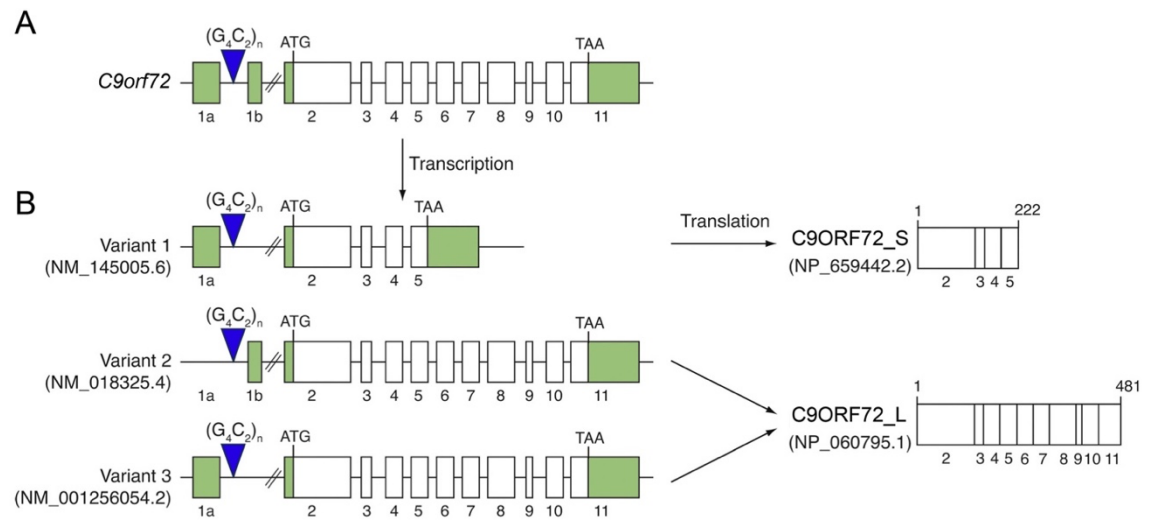 A
(G4C2)n
ATG
TAA
C9orf72
1a 1b 2 3 4 5 6 7 8 9 10 11
Transcription
B
(G4C2)n
ATG
TAA
Variant 1
(NM_145005.6)
1a 2 3 4 5
Translation
C9ORF72_S
(NP_659442.2)
1 222
2 3 4 5
(G4C2)n
ATG
TAA
Variant 2
(NM_018325.4)
1a 1b 2 3 4 5 6 7 8 9 10 11
C9ORF72_L
(NP_060795.1)
1 481
2 3 4 5 6 7 8 9 10 11
(G4C2)n
ATG
TAA
Variant 3
(NM_001256054.2)
1a 2 3 4 5 6 7 8 9 10 11